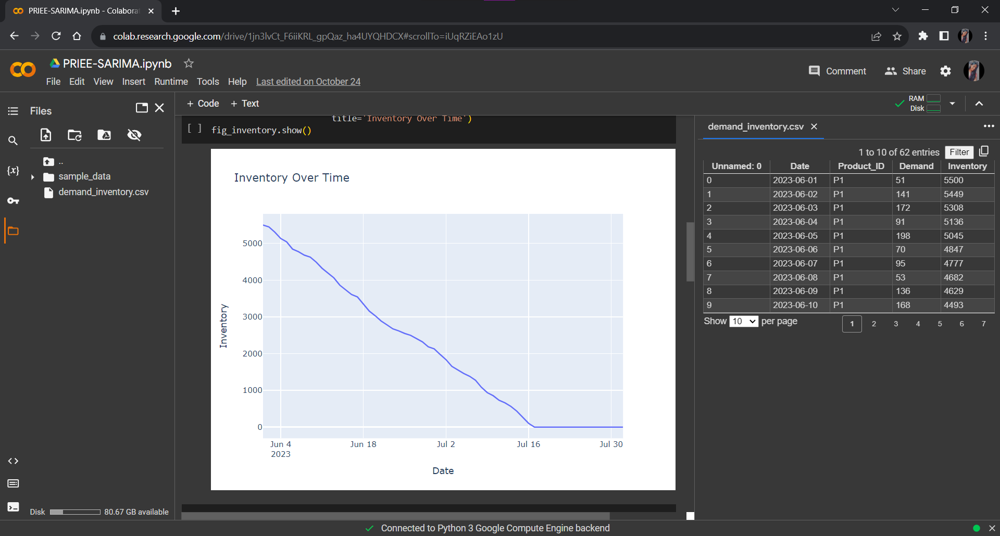 PRIEE-SARIMA.ipynb - Colabora
colab.research.google.com/drive/1jn3lvCt_F6iiKRL_gpQaz_ha4UYQHDCX#scrollTo=iUqRZiEAo1zU
PRIEE-SARIMA.ipynb
File Edit View Insert Runtime Tools Help Last edited on October 24
Comment Share
Files
+ Code + Text
RAM
Disk
..
sample_data
demand_inventory.csv
Disk 80.67 GB available
title='Inventory Over Time')
[ ] fig_inventory.show()
Inventory Over Time
5000
4000
3000
2000
1000
0
Inventory
Jun 4 Jun 18 Jul 2 Jul 16 Jul 30
2023
Date
demand_inventory.csv
1 to 10 of 62 entries Filter
Unnamed: 0 Date Product_ID Demand Inventory
0 2023-06-01 P1 51 5500
1 2023-06-02 P1 141 5449
2 2023-06-03 P1 172 5308
3 2023-06-04 P1 91 5136
4 2023-06-05 P1 198 5045
5 2023-06-06 P1 70 4847
6 2023-06-07 P1 95 4777
7 2023-06-08 P1 53 4682
8 2023-06-09 P1 136 4629
9 2023-06-10 P1 168 4493
Show 10 per page 1 2 3 4 5 6 7
Connected to Python 3 Google Compute Engine backend